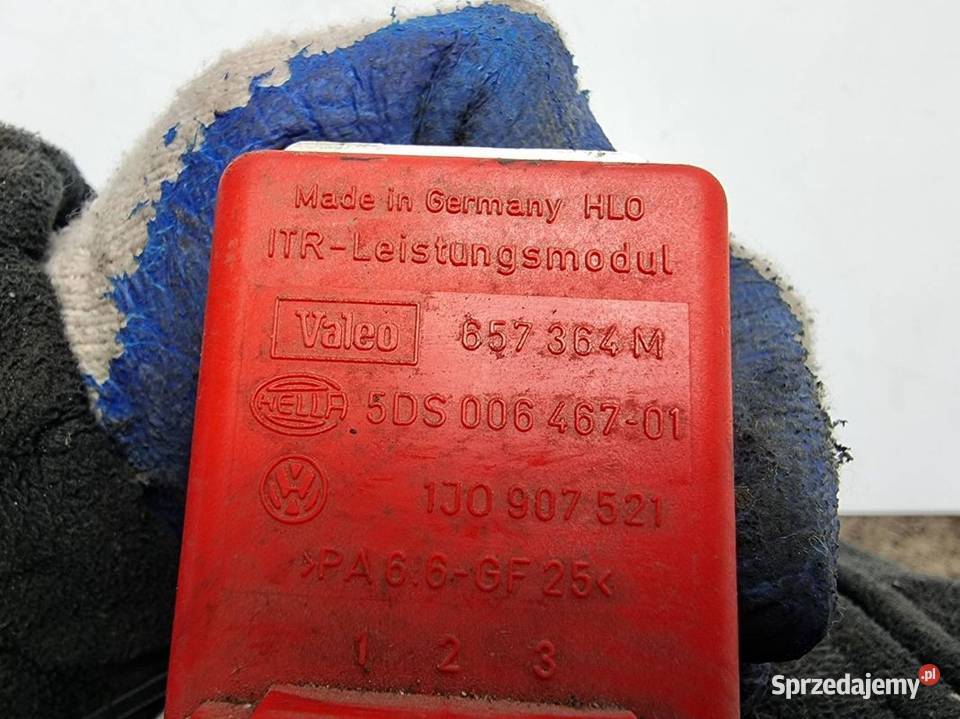 Made in Germany HLO
ITR-Leistungsmodul
Valeo 657 364 M
HELLA 5DS 006 467-01
VW 1J0 907 521
>PA 6.6-GF 25<
1 2 3
Sprzedajemy.pl